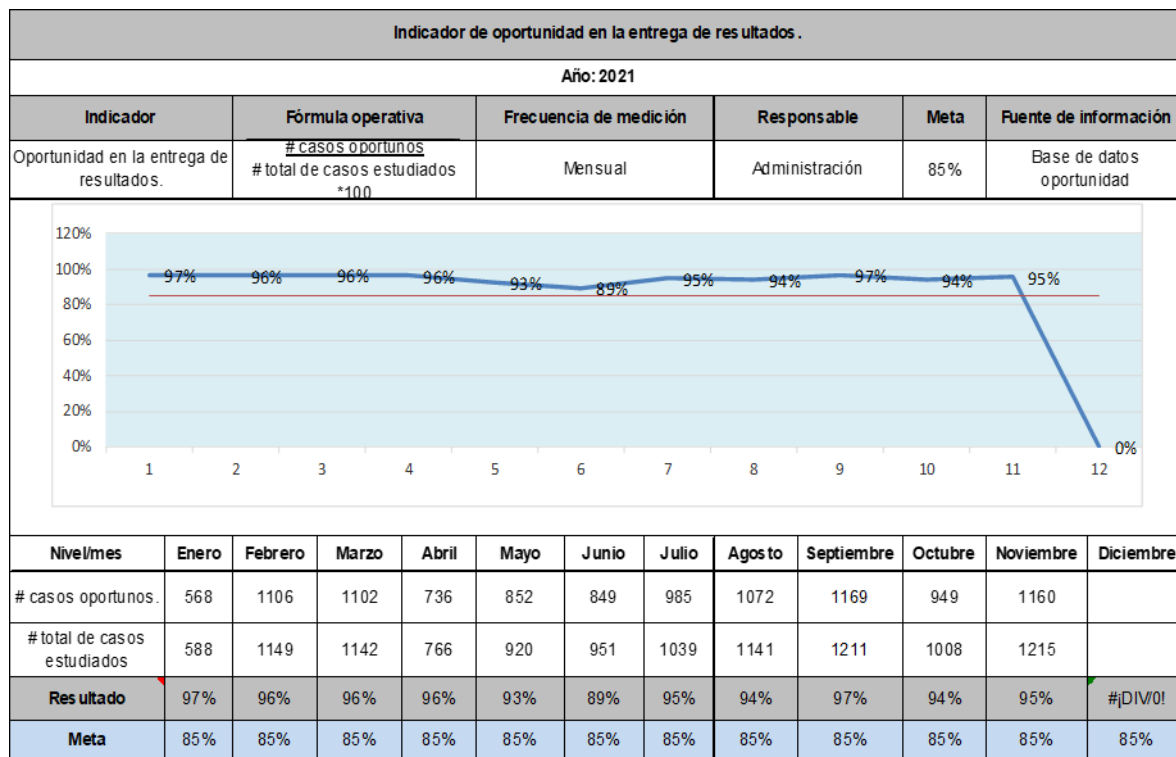 Indicador de oportunidad en la entrega de resultados.
Año: 2021
Indicador Fórmula operativa Frecuencia de medición Responsable Meta Fuente de información
Oportunidad en la entrega de resultados.
# casos oportunos
# total de casos estudiados
*100
Mensual
Administración
85%
Base de datos
oportunidad
120%
100%
80%
60%
40%
20%
0%
97% 96% 96% 96% 93% 89% 95% 94% 97% 94% 95% 0%
1 2 3 4 5 6 7 8 9 10 11 12
Nivel/mes Enero Febrero Marzo Abril Mayo Junio Julio Agosto Septiembre Octubre Noviembre Diciembre
# casos oportunos. 568 1106 1102 736 852 849 985 1072 1169 949 1160
# total de casos estudiados 588 1149 1142 766 920 951 1039 1141 1211 1008 1215
Resultado 97% 96% 96% 96% 93% 89% 95% 94% 97% 94% 95% #¡DIV/0!
Meta 85% 85% 85% 85% 85% 85% 85% 85% 85% 85% 85% 85%